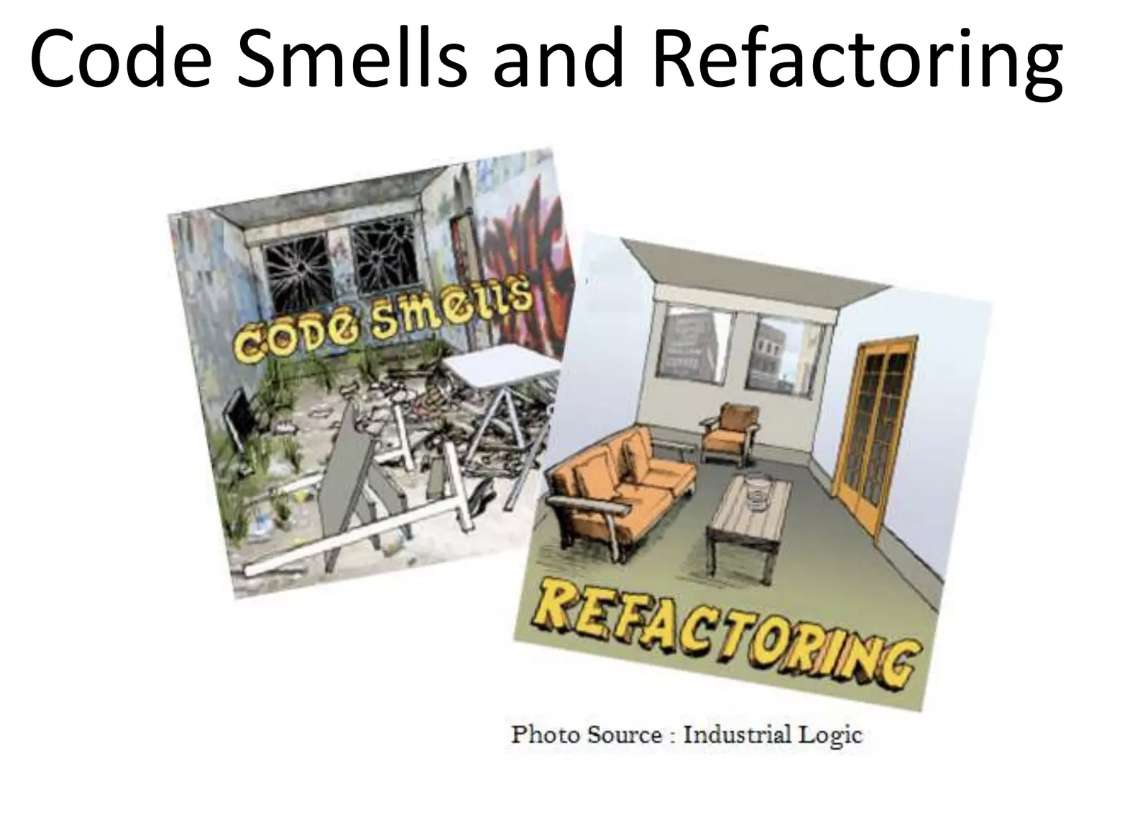 Code Smells and Refactoring
CODe SmellS
REFACTORING
Photo Source : Industrial Logic